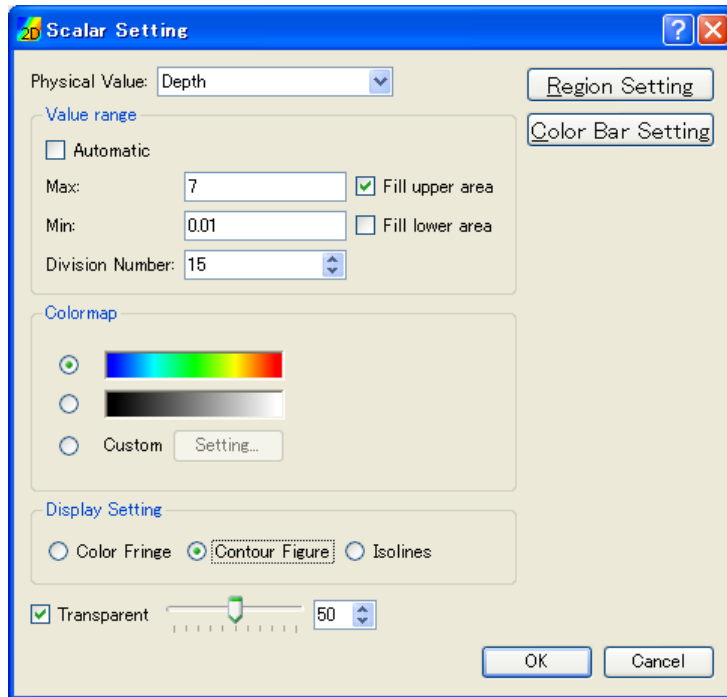 2D Scalar Setting ?
Physical Value: Depth
Region Setting
Color Bar Setting
Value range
Automatic
Max: 7 Fill upper area
Min: 0.01 Fill lower area
Division Number: 15
Colormap
Custom Setting...
Display Setting
Color Fringe Contour Figure Isolines
Transparent 50
OK Cancel